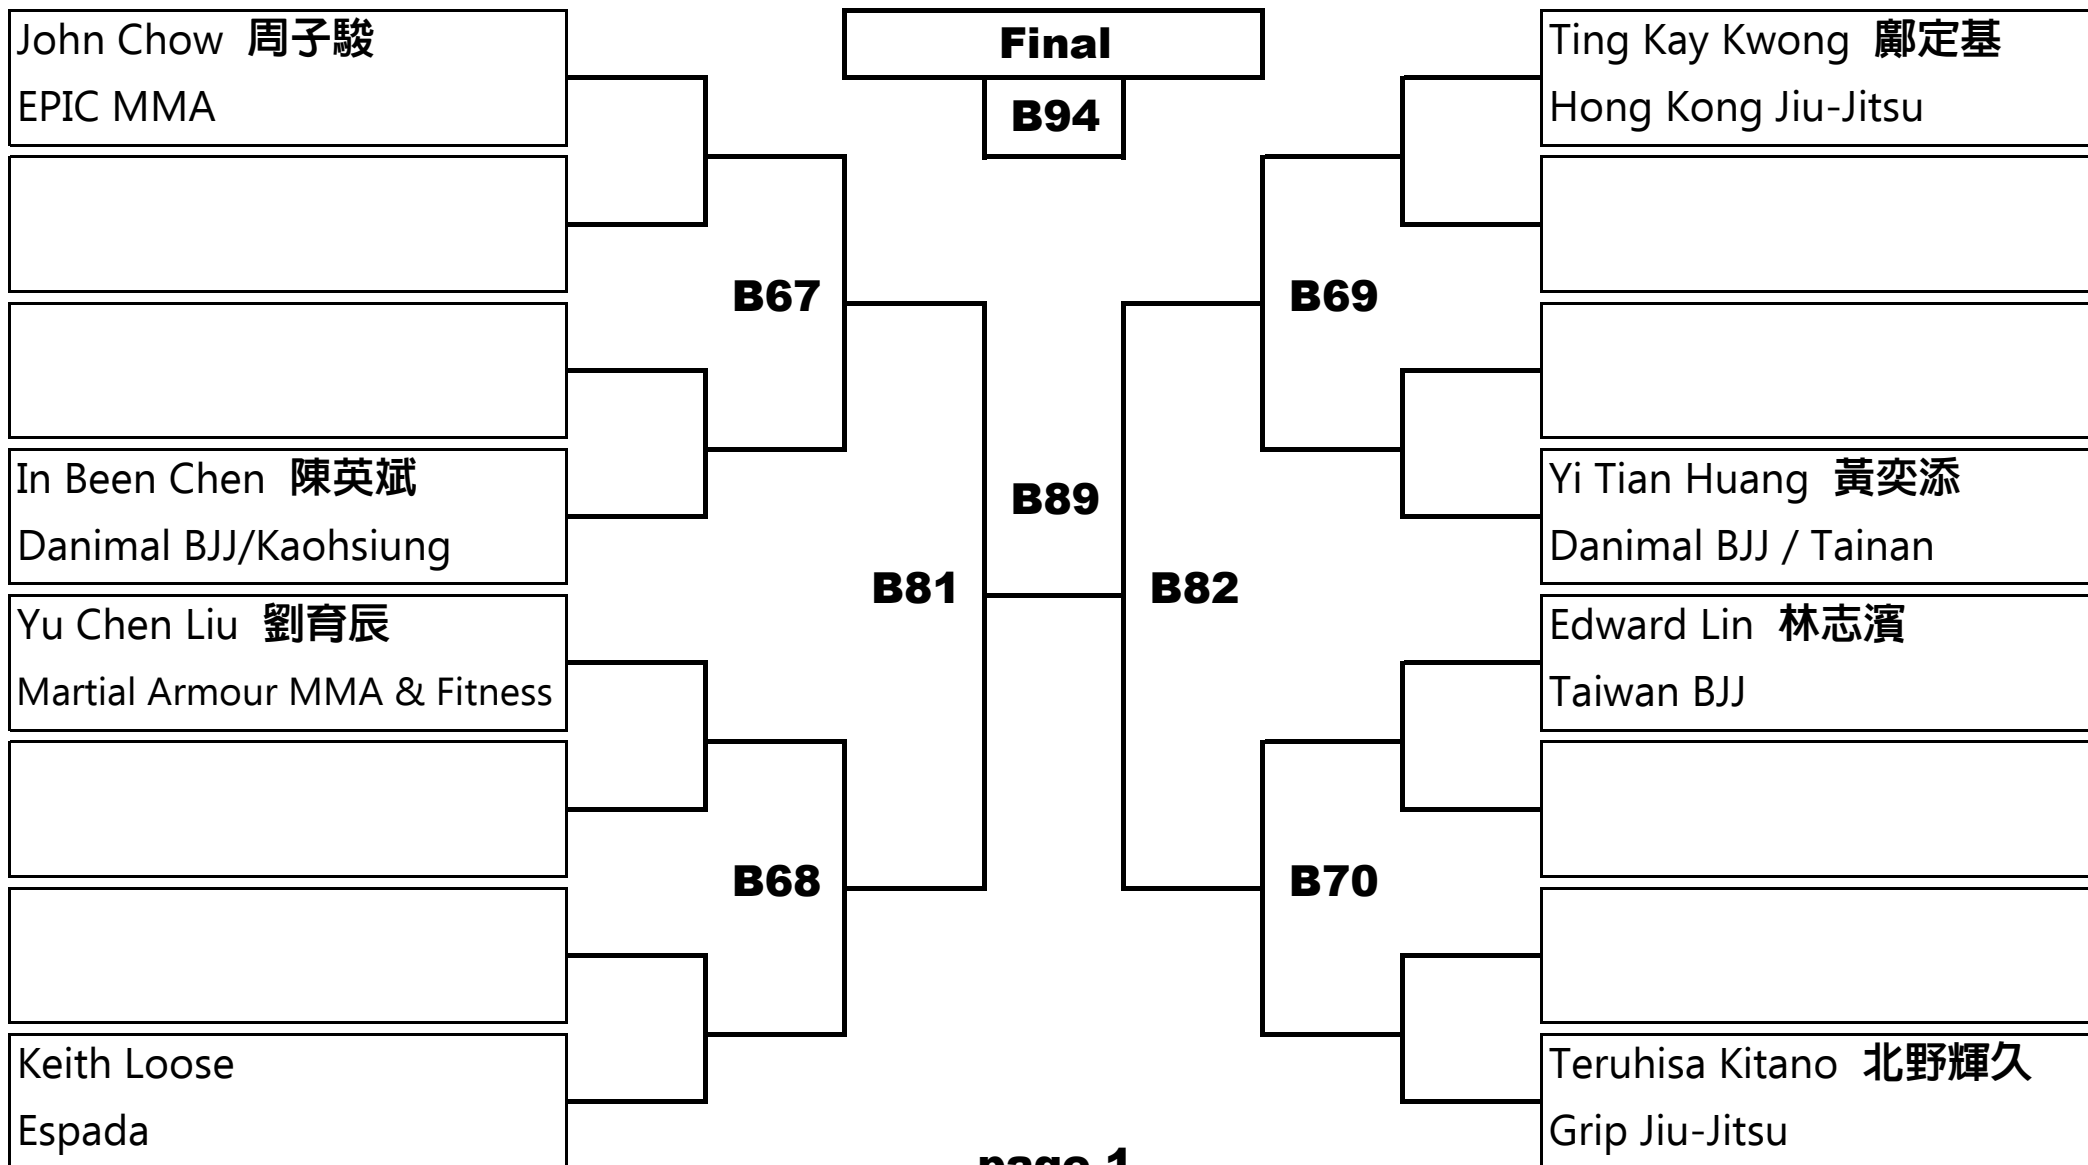 John Chow 周子駿
EPIC MMA
In Been Chen 陳英斌
Danimal BJJ/Kaohsiung
Yu Chen Liu 劉育辰
Martial Armour MMA & Fitness
Keith Loose
Espada
B67
B68
B81
Final
B94
B89
page 1
B82
B69
B70
Ting Kay Kwong 鄺定基
Hong Kong Jiu-Jitsu
Yi Tian Huang 黃奕添
Danimal BJJ / Tainan
Edward Lin 林志濱
Taiwan BJJ
Teruhisa Kitano 北野輝久
Grip Jiu-Jitsu